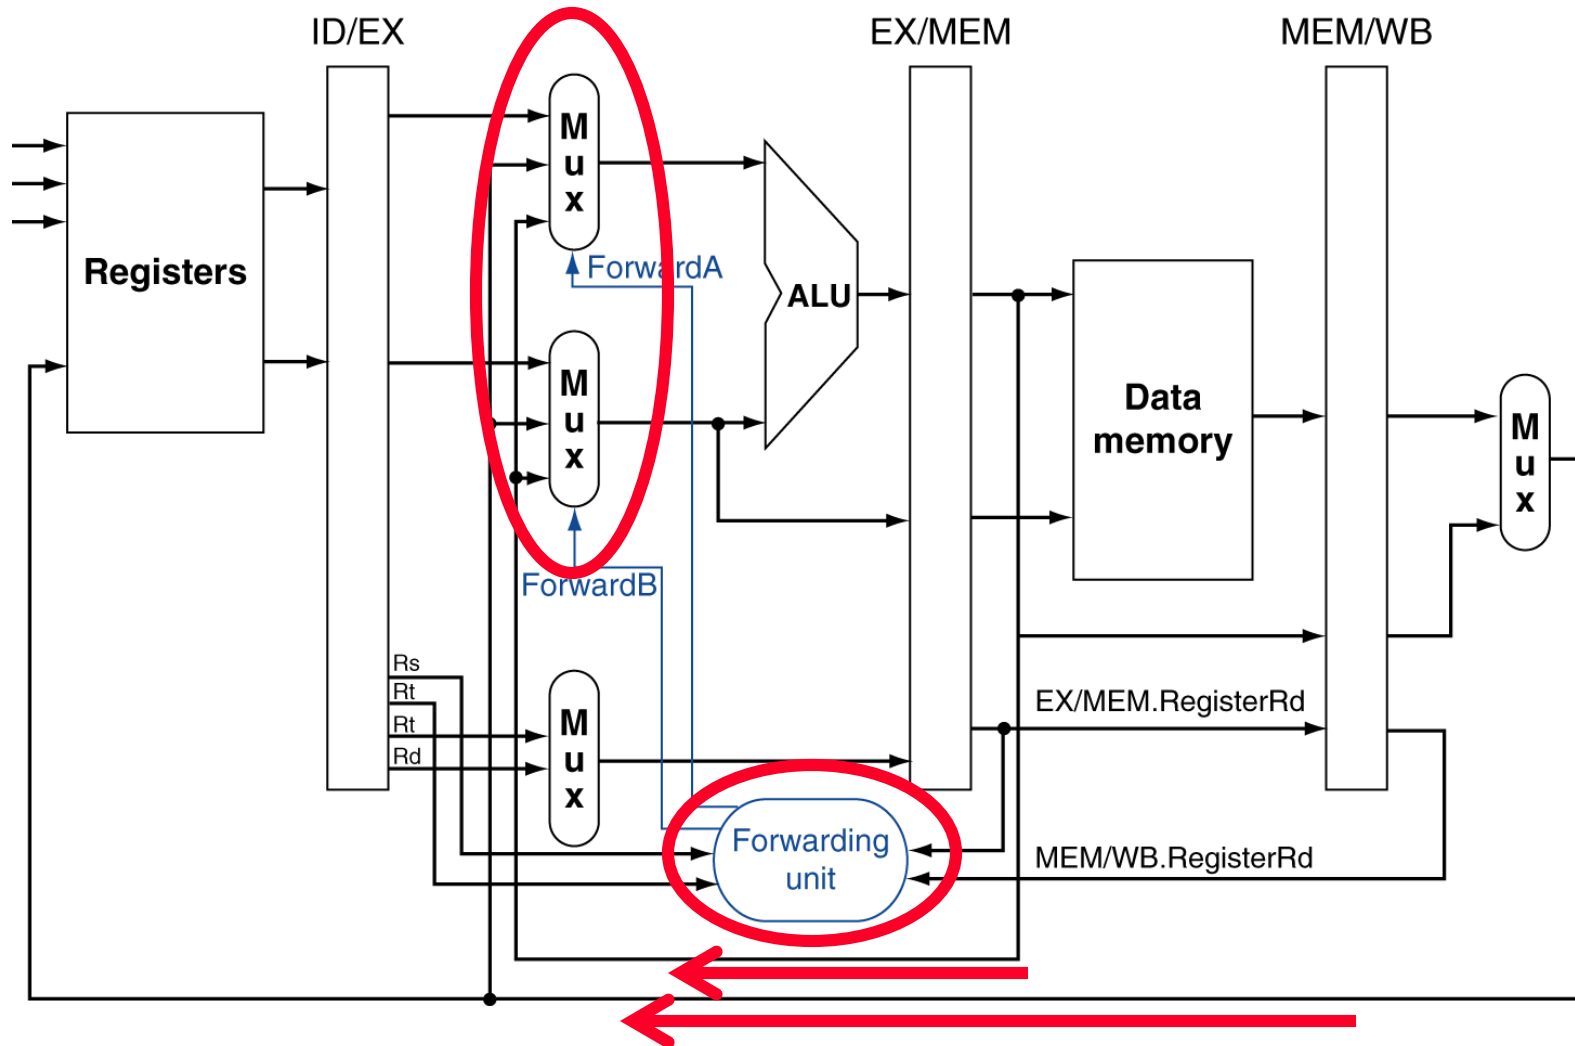 ID/EX
EX/MEM
MEM/WB
M
u
x
Registers
ForwardA
ALU
M
u
x
Data
memory
M
u
x
ForwardB
Rs
Rt
Rt
Rd
M
u
x
EX/MEM.RegisterRd
Forwarding
unit
MEM/WB.RegisterRd